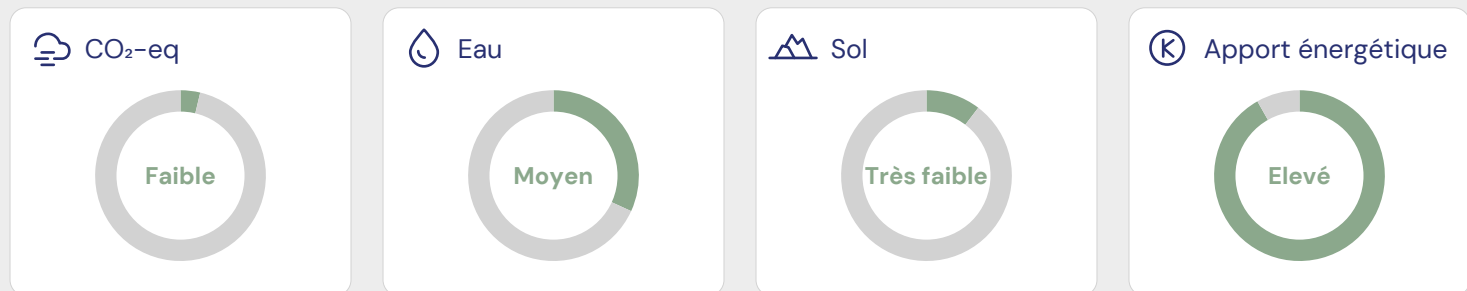 CO₂-eq
Faible
Eau
Moyen
Sol
Très faible
Apport énergétique
Elevé